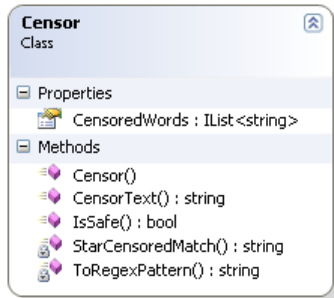 Censor
Class
Properties
CensoredWords : IList<string>
Methods
Censor()
CensorText() : string
IsSafe() : bool
StarCensoredMatch() : string
ToRegexPattern() : string